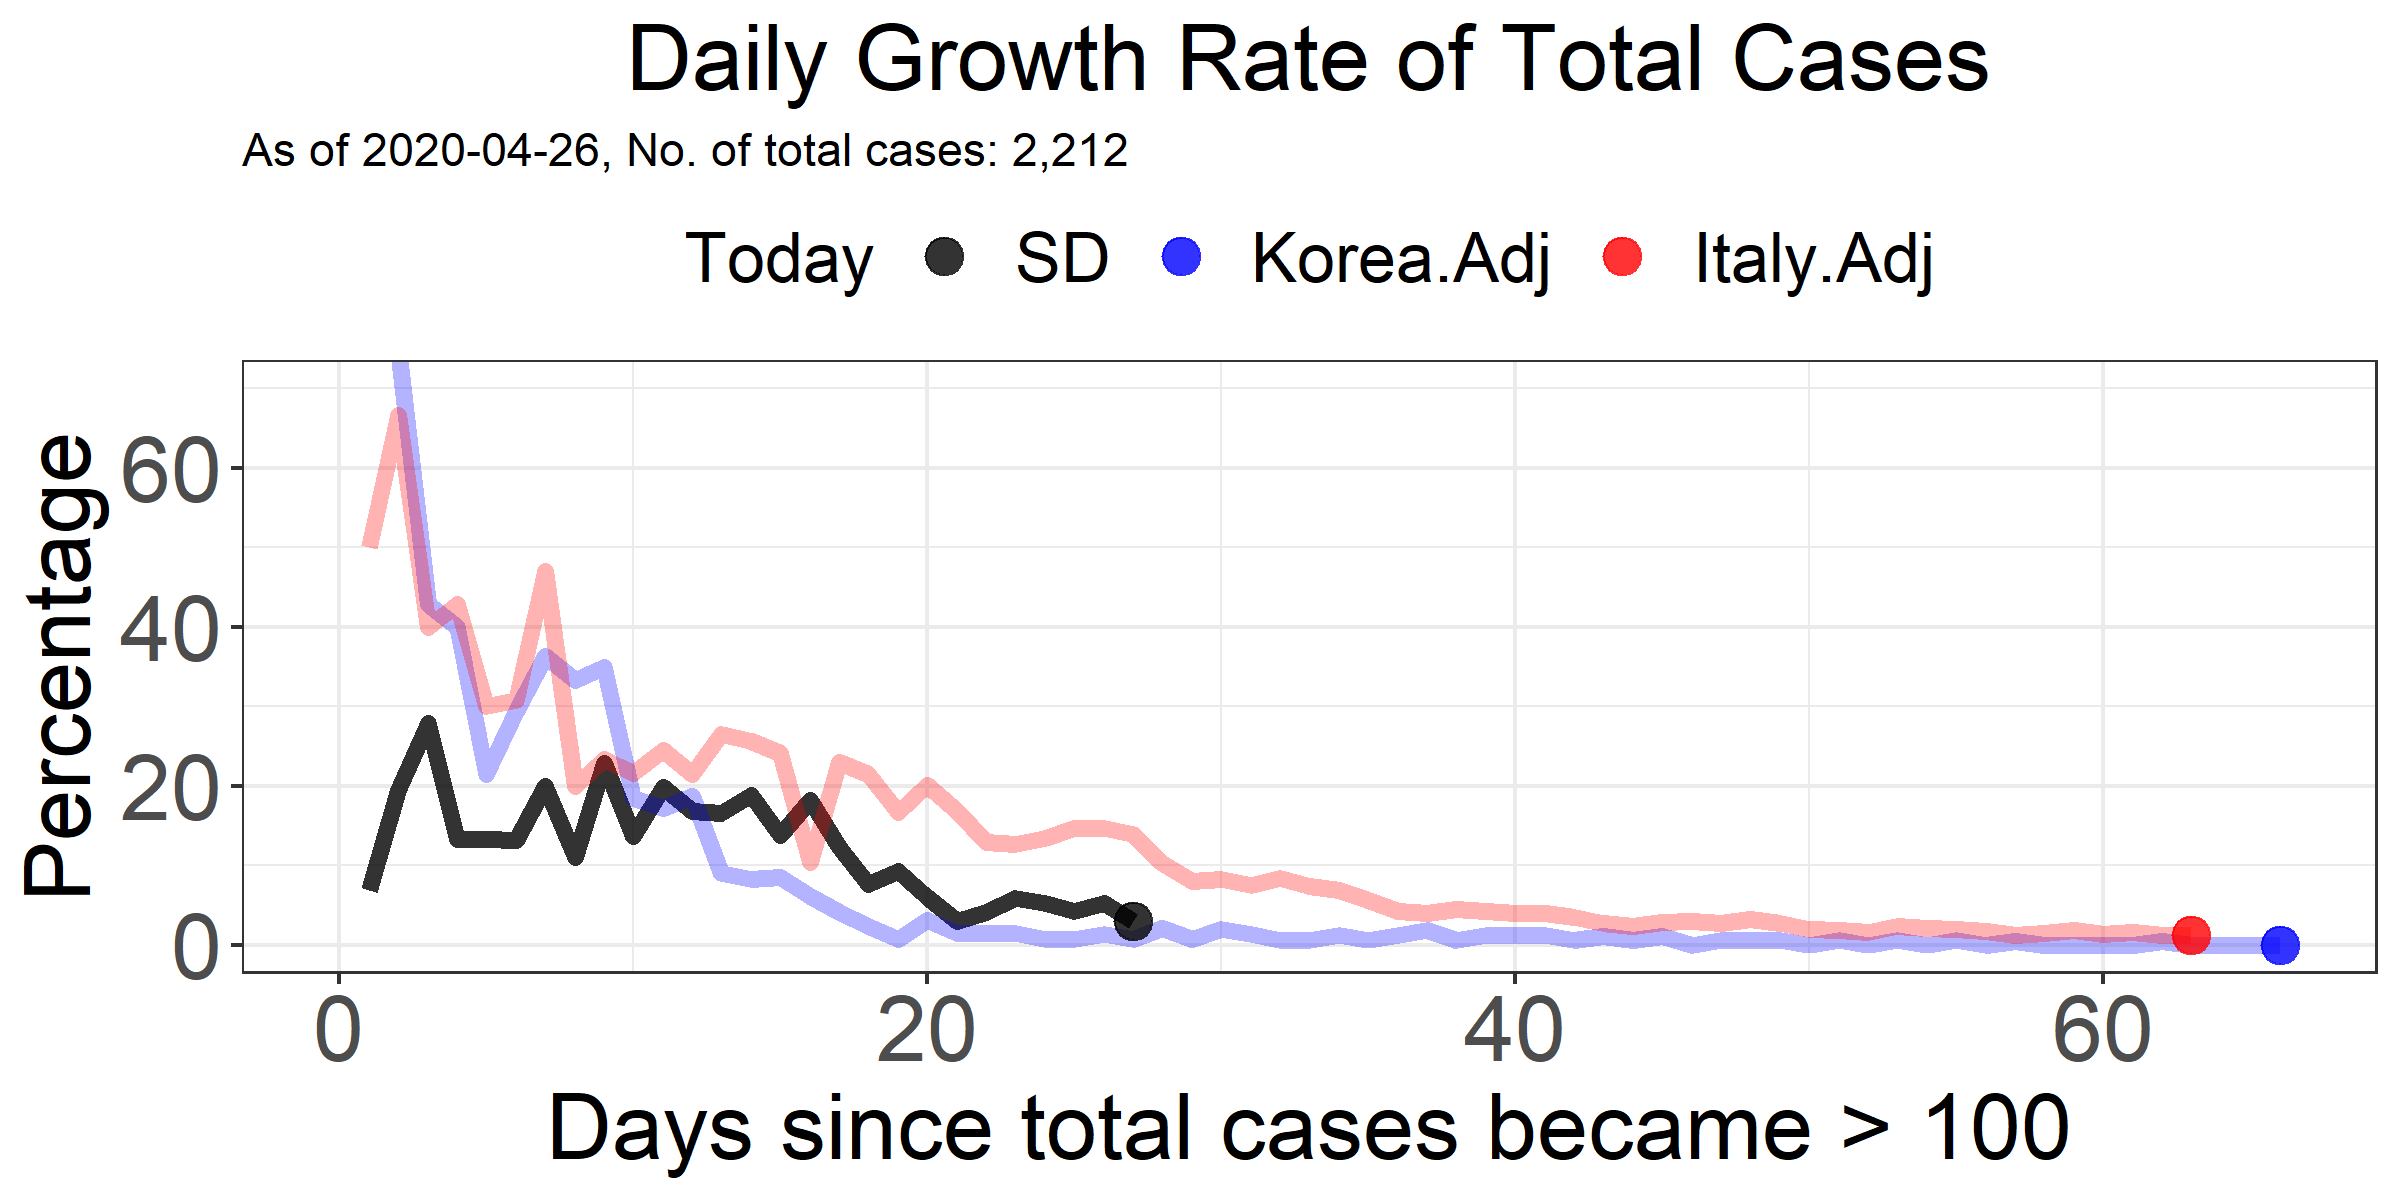 Daily Growth Rate of Total Cases
As of 2020-04-26, No. of total cases: 2,212
Today SD Korea.Adj Italy.Adj
Percentage
60
40
20
0
0 20 40 60
Days since total cases became > 100